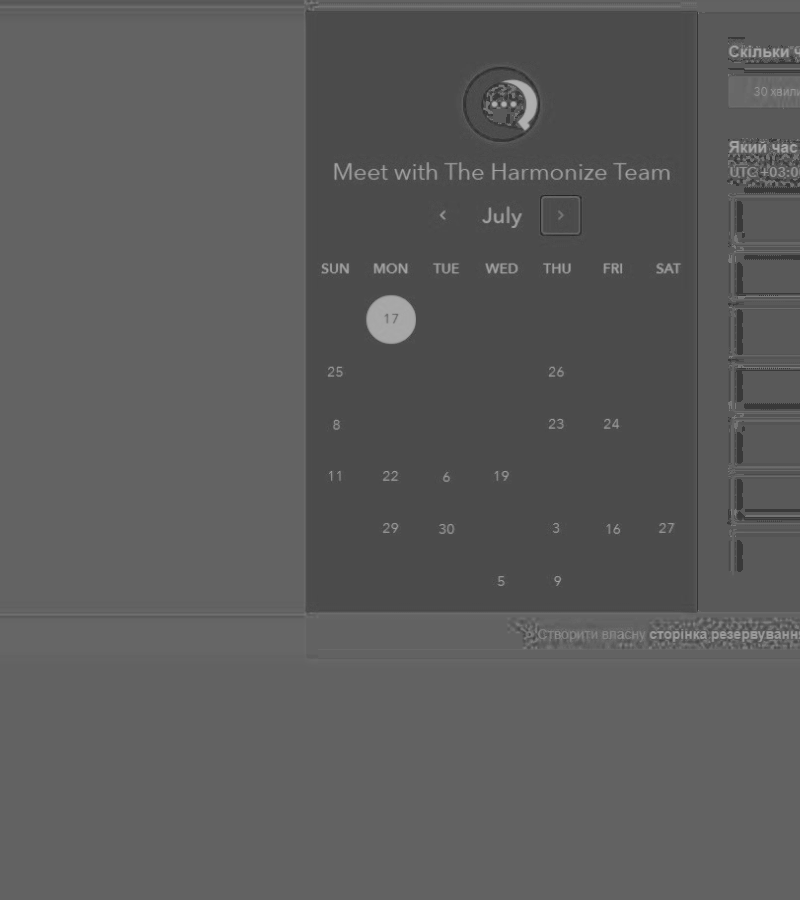 Скільки ч
30 хвили
Meet with The Harmonize Team
Який час
UTC +03:0
July
SUN MON TUE WED THU FRI SAT
17
25 26
8 23 24
11 22 6 19
29 30 3 16 27
5 9
Створити власну сторінка резервування